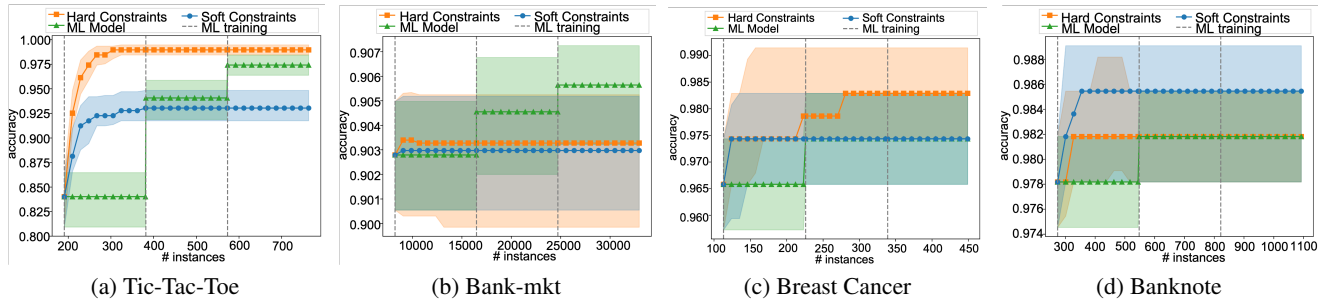 Hard Constraints Soft Constraints
ML Model ML training
1.000
0.975
0.950
0.925
0.900
0.875
0.850
0.825
0.800
accuracy
200 300 400 500 600 700
# instances
(a) Tic-Tac-Toe
Hard Constraints Soft Constraints
ML Model ML training
0.907
0.906
0.905
0.904
0.903
0.902
0.901
0.900
accuracy
10000 15000 20000 25000 30000
# instances
(b) Bank-mkt
Hard Constraints Soft Constraints
ML Model ML training
0.990
0.985
0.980
0.975
0.970
0.965
0.960
accuracy
100 150 200 250 300 350 400 450
# instances
(c) Breast Cancer
Hard Constraints Soft Constraints
ML Model ML training
0.988
0.986
0.984
0.982
0.980
0.978
0.976
0.974
accuracy
300 400 500 600 700 800 900 1000 1100
# instances
(d) Banknote